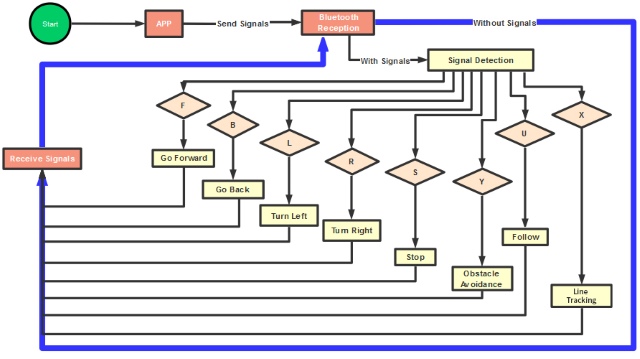 Start
APP
Send Signals
Bluetooth
Reception
Without Signals
With Signals
Signal Detection
F
B
L
R
S
Y
U
X
Receive Signals
Go Forward
Go Back
Turn Left
Turn Right
Stop
Obstacle
Avoidance
Follow
Line
Tracking